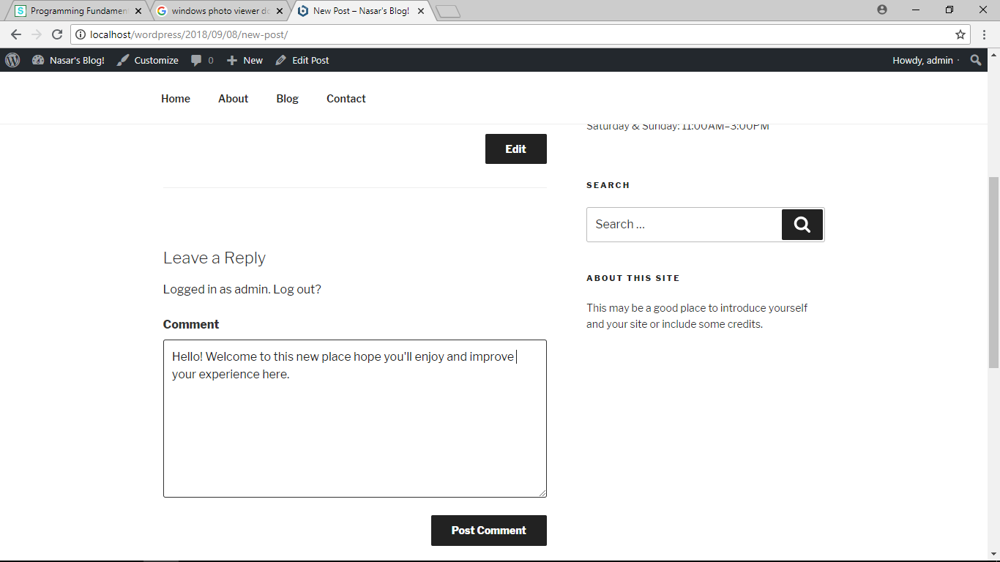 Programming Fundamen
windows photo viewer do
New Post – Nasar's Blog!
localhost/wordpress/2018/09/08/new-post/
Nasar's Blog! Customize 0 New Edit Post Howdy, admin
Home About Blog Contact
Saturday & Sunday: 11:00AM–3:00PM
Edit
SEARCH
Search …
Leave a Reply
ABOUT THIS SITE
Logged in as admin. Log out?
This may be a good place to introduce yourself
and your site or include some credits.
Comment
Hello! Welcome to this new place hope you'll enjoy and improve
your experience here.
Post Comment